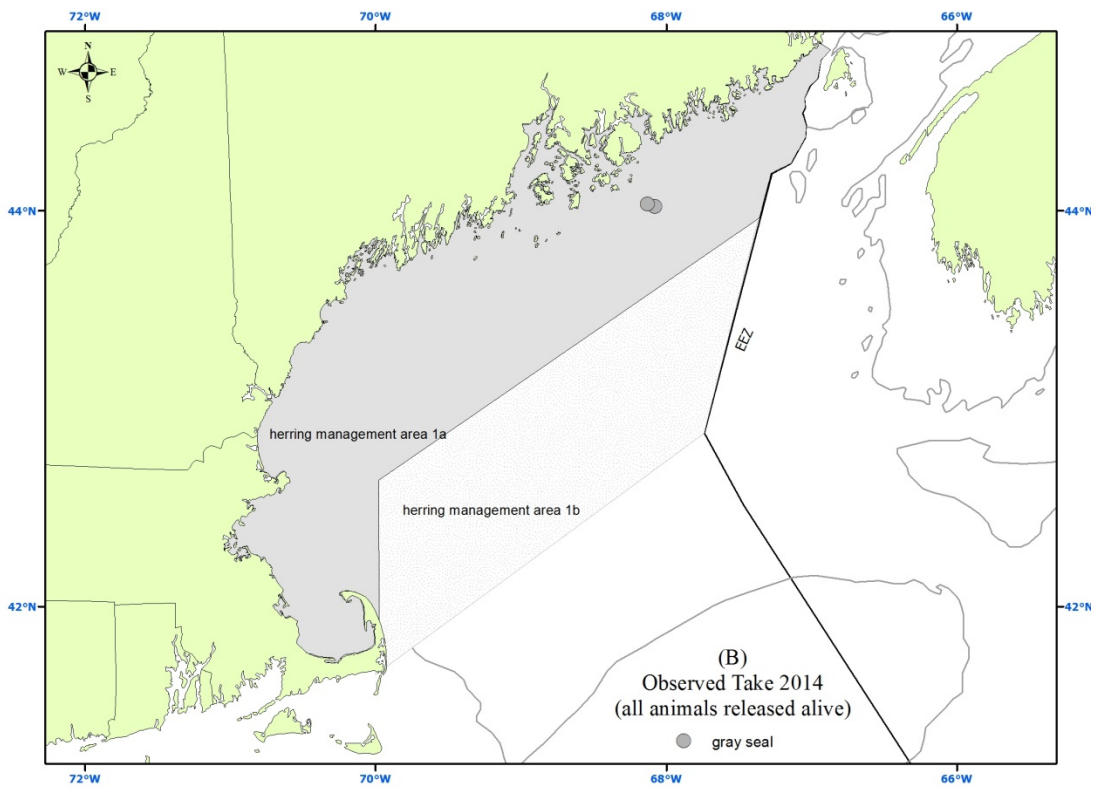 72°W 70°W 68°W 66°W
N
W E
S
44°N 44°N
EEZ
herring management area 1a
herring management area 1b
42°N 42°N
(B)
Observed Take 2014
(all animals released alive)
gray seal
72°W 70°W 68°W 66°W